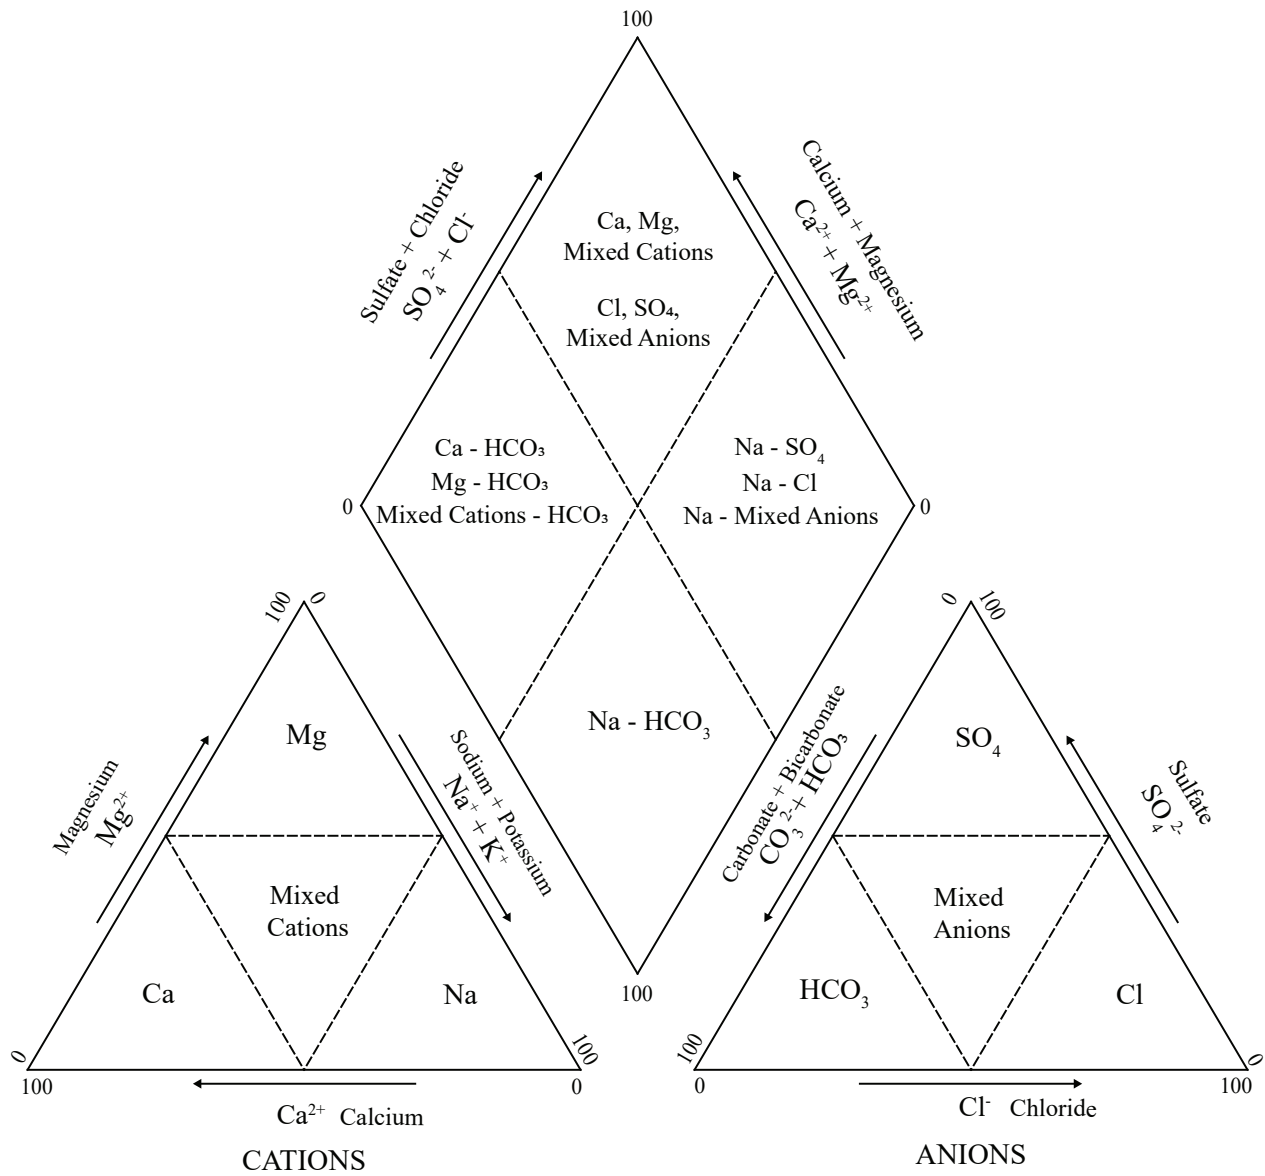 100
Sulfate + Chloride
SO₄²⁻ + Cl⁻
Calcium + Magnesium
Ca²⁺ + Mg²⁺
Ca, Mg,
Mixed Cations
Cl, SO₄,
Mixed Anions
Ca - HCO₃
Mg - HCO₃
Mixed Cations - HCO₃
Na - SO₄
Na - Cl
Na - Mixed Anions
0
0
Na - HCO₃
100
Sodium + Potassium
Na⁺ + K⁺
Carbonate + Bicarbonate
CO₃²⁻ + HCO₃
100
0
Magnesium
Mg²⁺
Mg
Mixed
Cations
Ca
Na
0
100
100
0
Ca²⁺ Calcium
CATIONS
0
100
Sulfate
SO₄²⁻
SO₄
Mixed
Anions
HCO₃
Cl
100
0
0
100
Cl⁻ Chloride
ANIONS